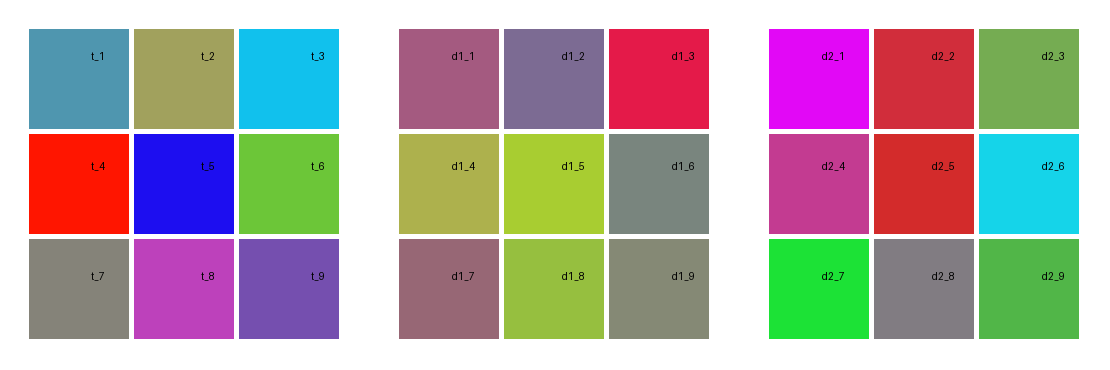 t_1 t_2 t_3 d1_1 d1_2 d1_3 d2_1 d2_2 d2_3
t_4 t_5 t_6 d1_4 d1_5 d1_6 d2_4 d2_5 d2_6
t_7 t_8 t_9 d1_7 d1_8 d1_9 d2_7 d2_8 d2_9